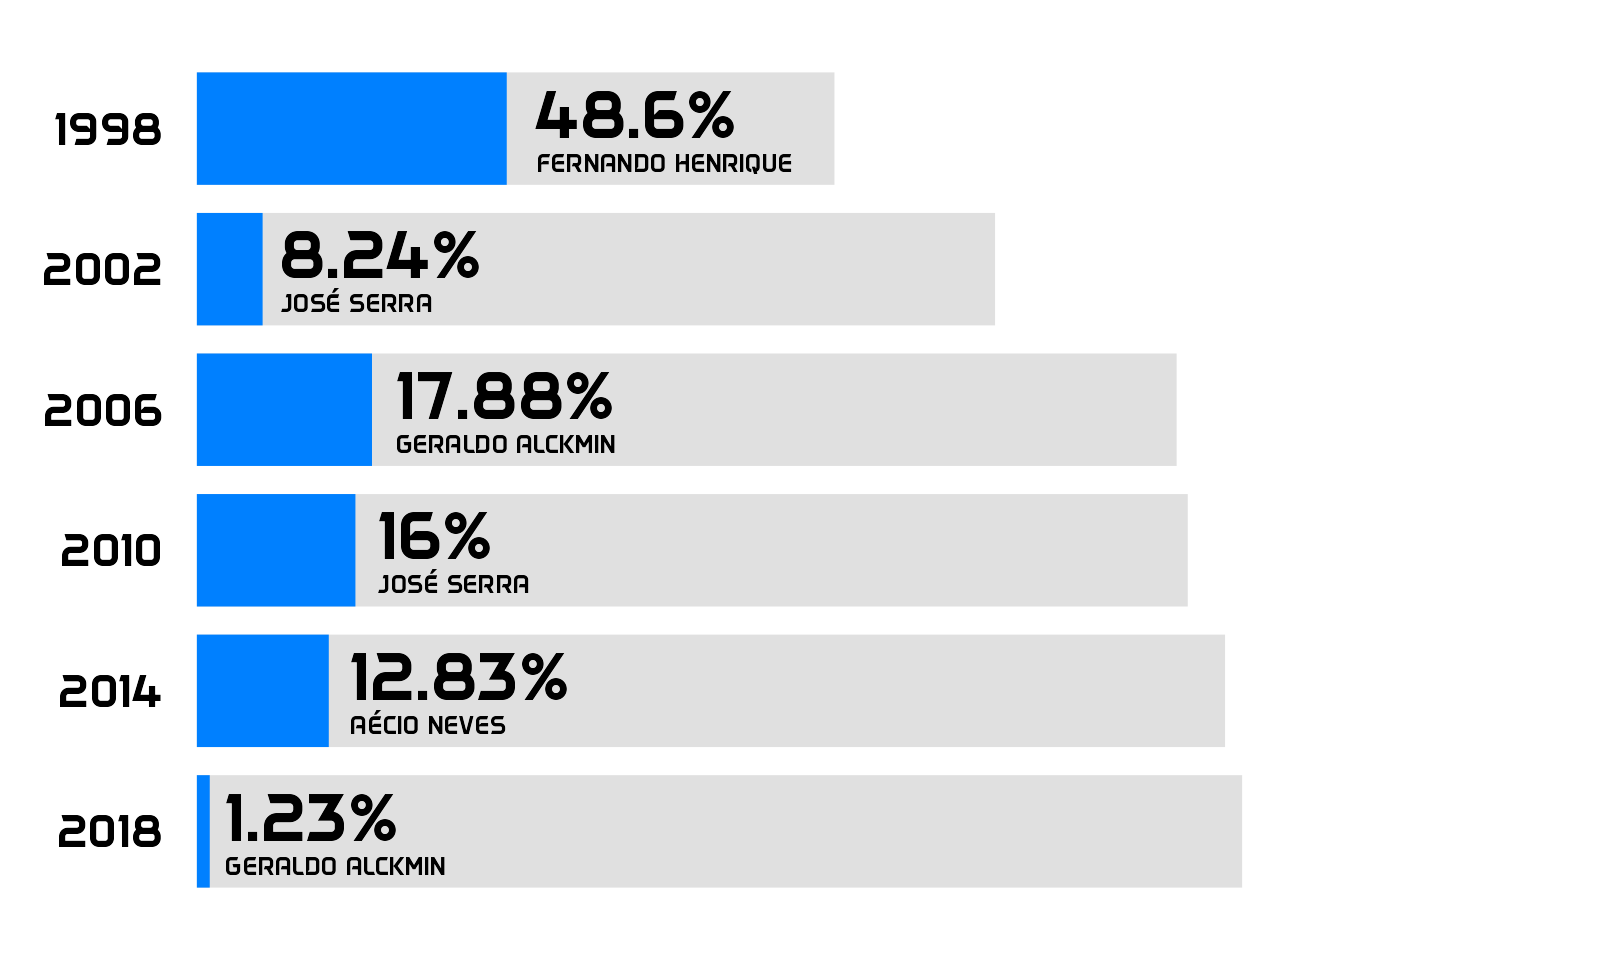 1998
48.6%
FERNANDO HENRIQUE
2002
8.24%
JOSÉ SERRA
2006
17.88%
GERALDO ALCKMIN
2010
16%
JOSÉ SERRA
2014
12.83%
AÉCIO NEVES
2018
1.23%
GERALDO ALCKMIN